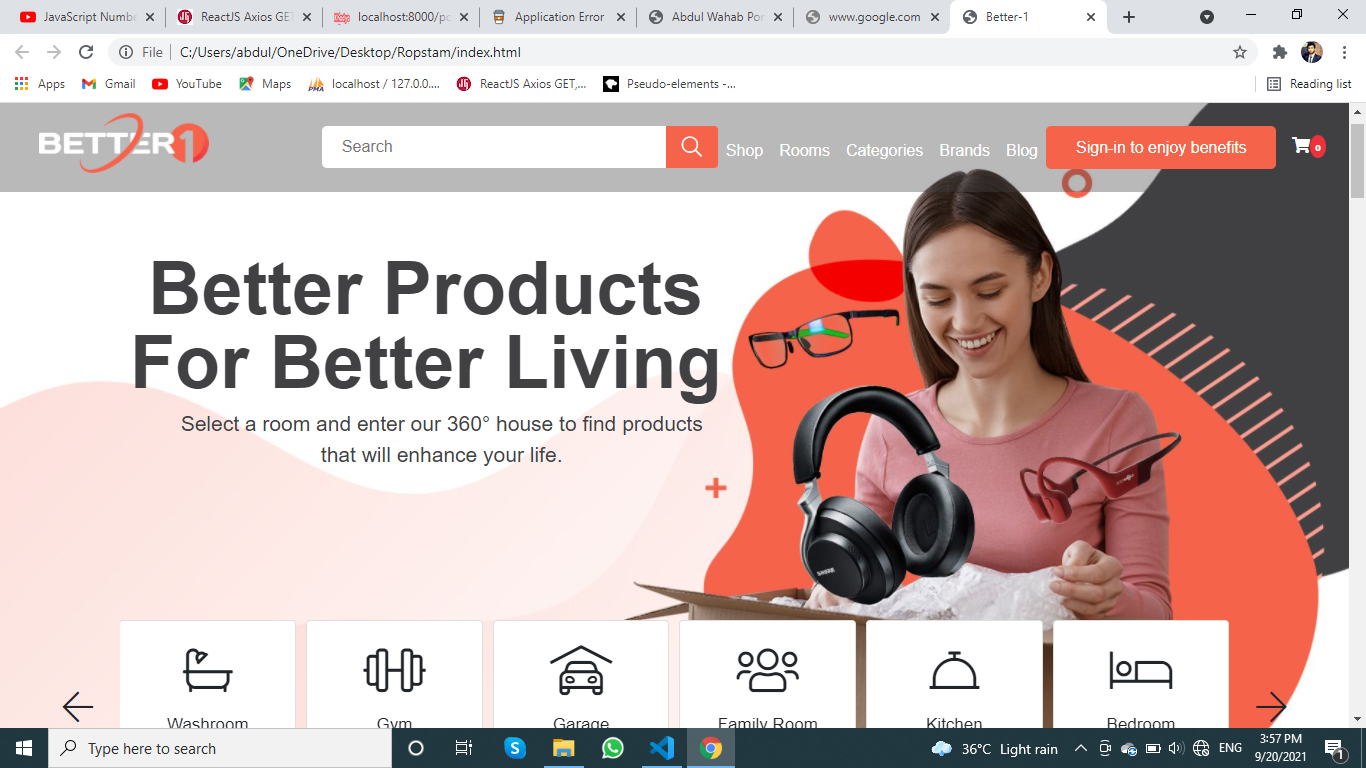 JavaScript Numbe
ReactJS Axios GET
localhost:8000/po
Application Error
Abdul Wahab Por
www.google.com
Better-1
File
C:/Users/abdul/OneDrive/Desktop/Ropstam/index.html
Apps
Gmail
YouTube
Maps
localhost / 127.0.0....
ReactJS Axios GET,...
Pseudo-elements -...
Reading list
BETTER1
Search
Shop
Rooms
Categories
Brands
Blog
Sign-in to enjoy benefits
0
Better Products
For Better Living
Select a room and enter our 360° house to find products
that will enhance your life.
SHURE
Washroom
Gym
Garage
Family Room
Kitchen
Bedroom
Type here to search
36°C Light rain
ENG
3:57 PM
9/20/2021
1